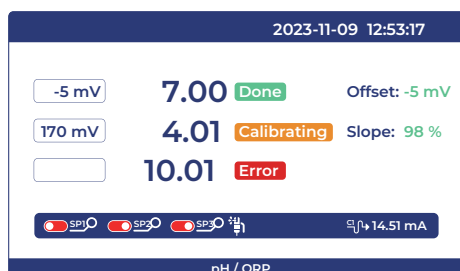 2023-11-09 12:53:17
-5 mV 7.00 Done Offset: -5 mV
170 mV 4.01 Calibrating Slope: 98 %
10.01 Error
SP1 SP2 SP3 14.51 mA
pH / ORP